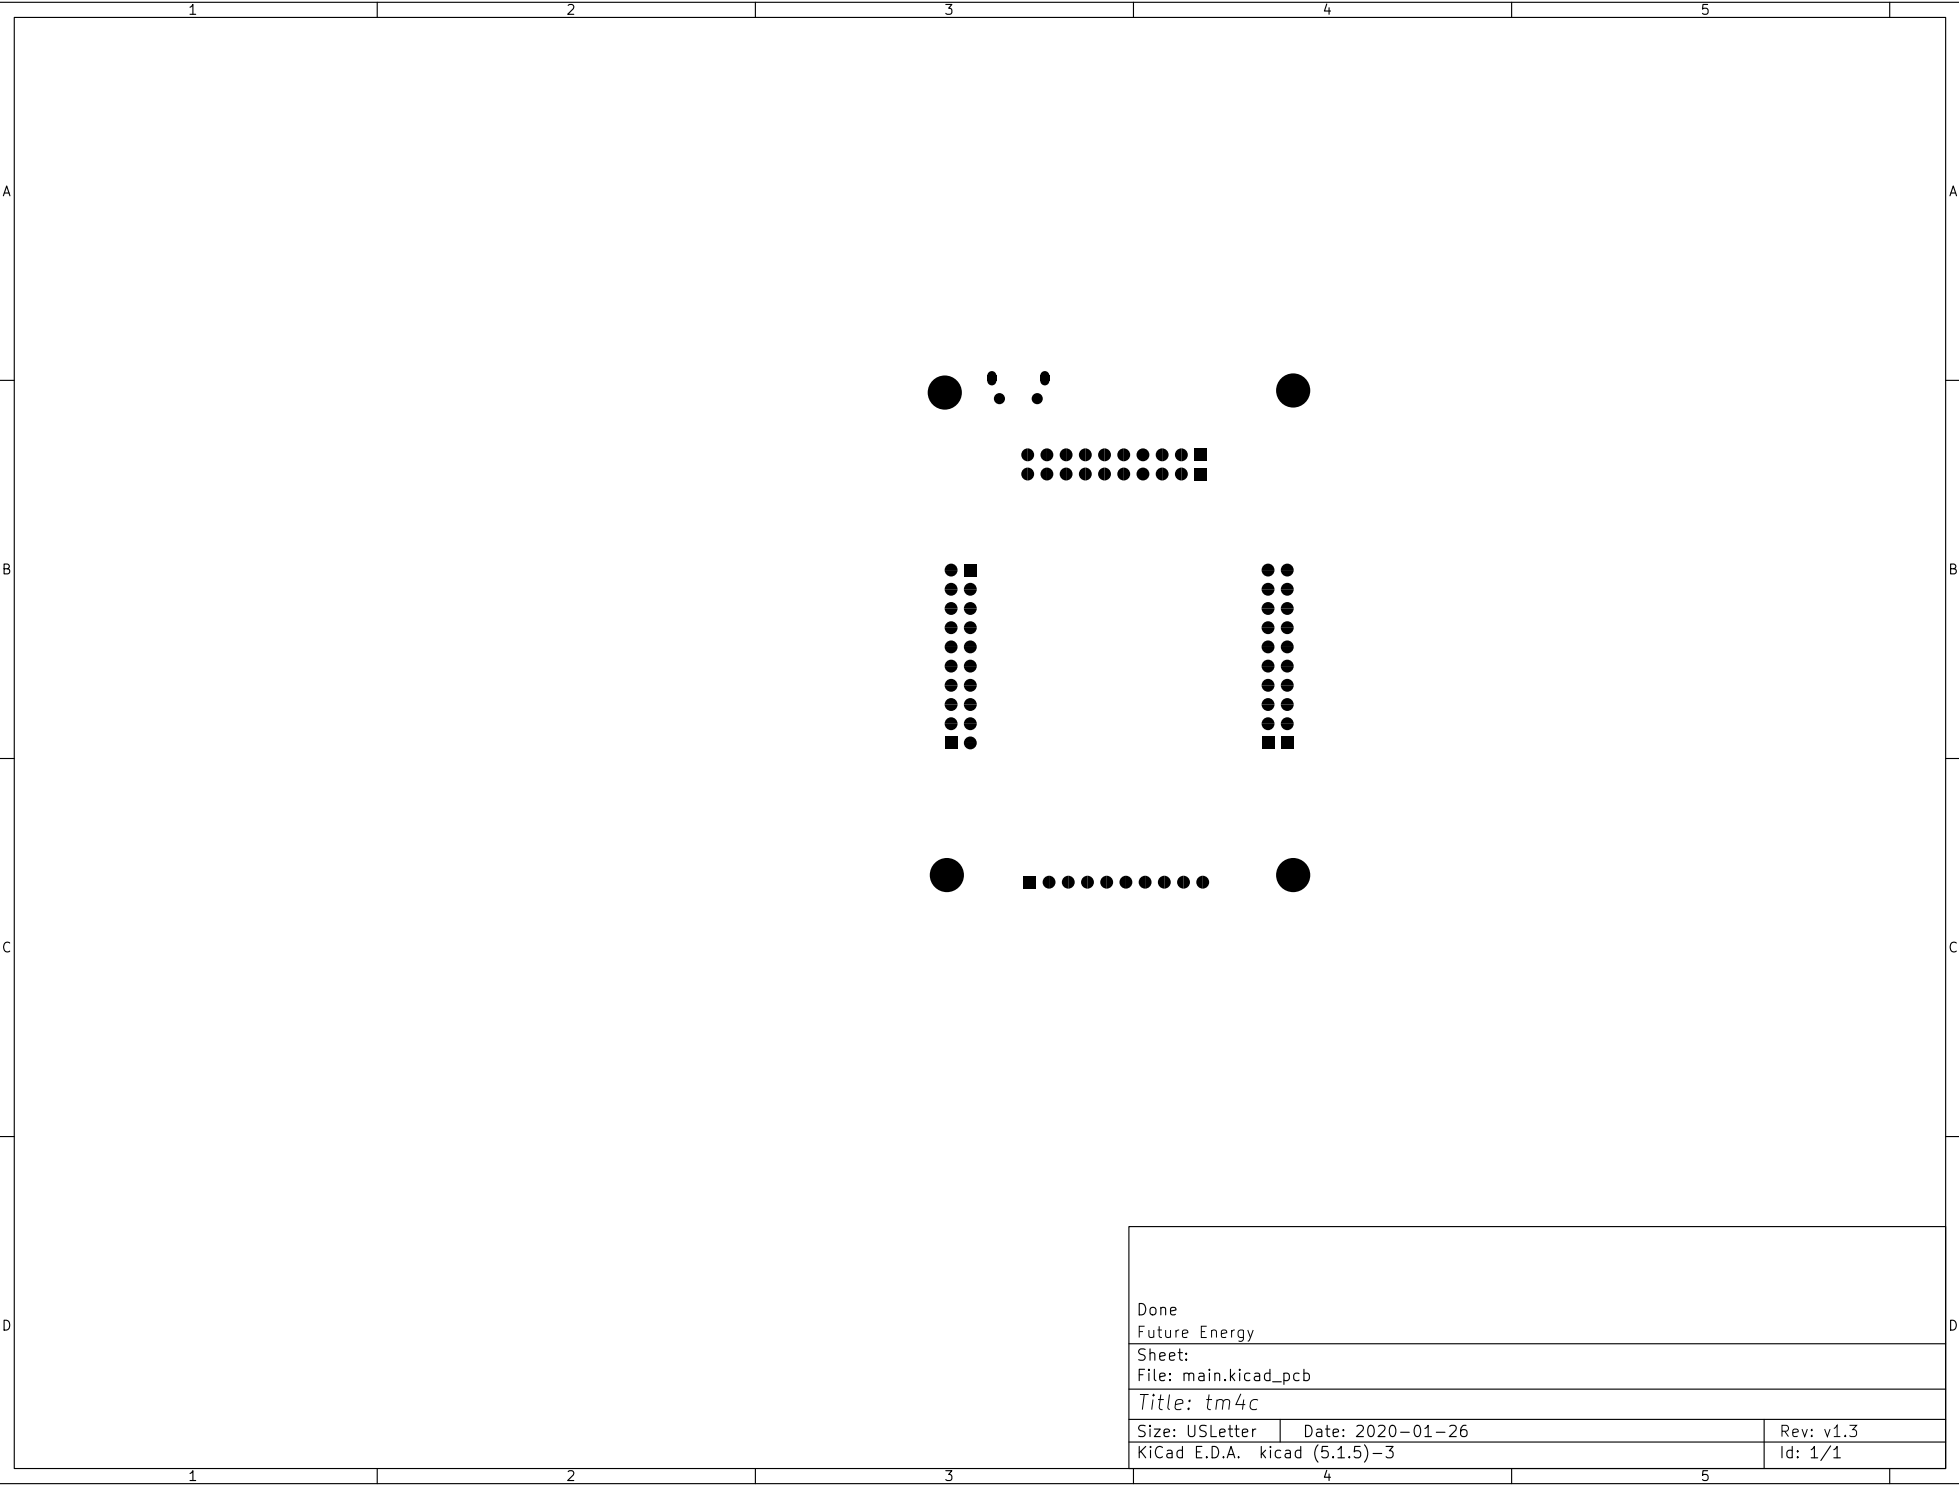 1 2 3 4 5
A A
B B
C C
Done
D D
Future Energy
Sheet:
File: main.kicad_pcb
Title: tm4c
Size: USLetter Date: 2020-01-26 Rev: v1.3
KiCad E.D.A. kicad (5.1.5)-3 Id: 1/1
1 2 3 4 5